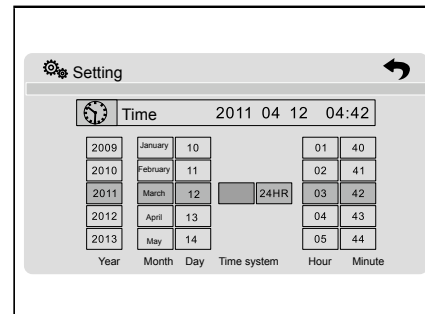 Setting
Time 2011 04 12 04:42
2009 January 10 01 40
2010 February 11 02 41
2011 March 12 24HR 03 42
2012 April 13 04 43
2013 May 14 05 44
Year Month Day Time system Hour Minute